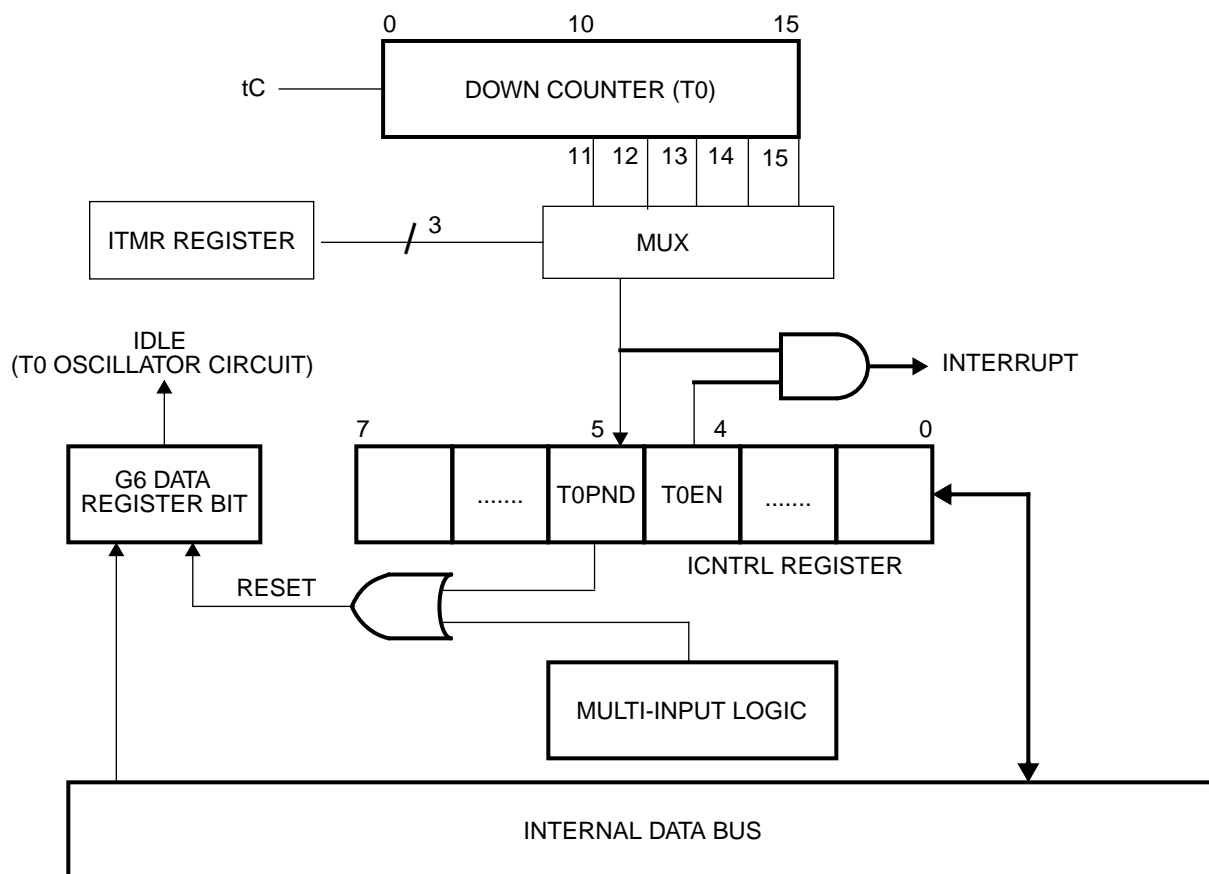 0 10 15
tC
DOWN COUNTER (T0)
11 12 13 14 15
ITMR REGISTER
3
MUX
IDLE
(T0 OSCILLATOR CIRCUIT)
INTERRUPT
7 5 4 0
G6 DATA
REGISTER BIT
....... T0PND T0EN .......
ICNTRL REGISTER
RESET
MULTI-INPUT LOGIC
INTERNAL DATA BUS